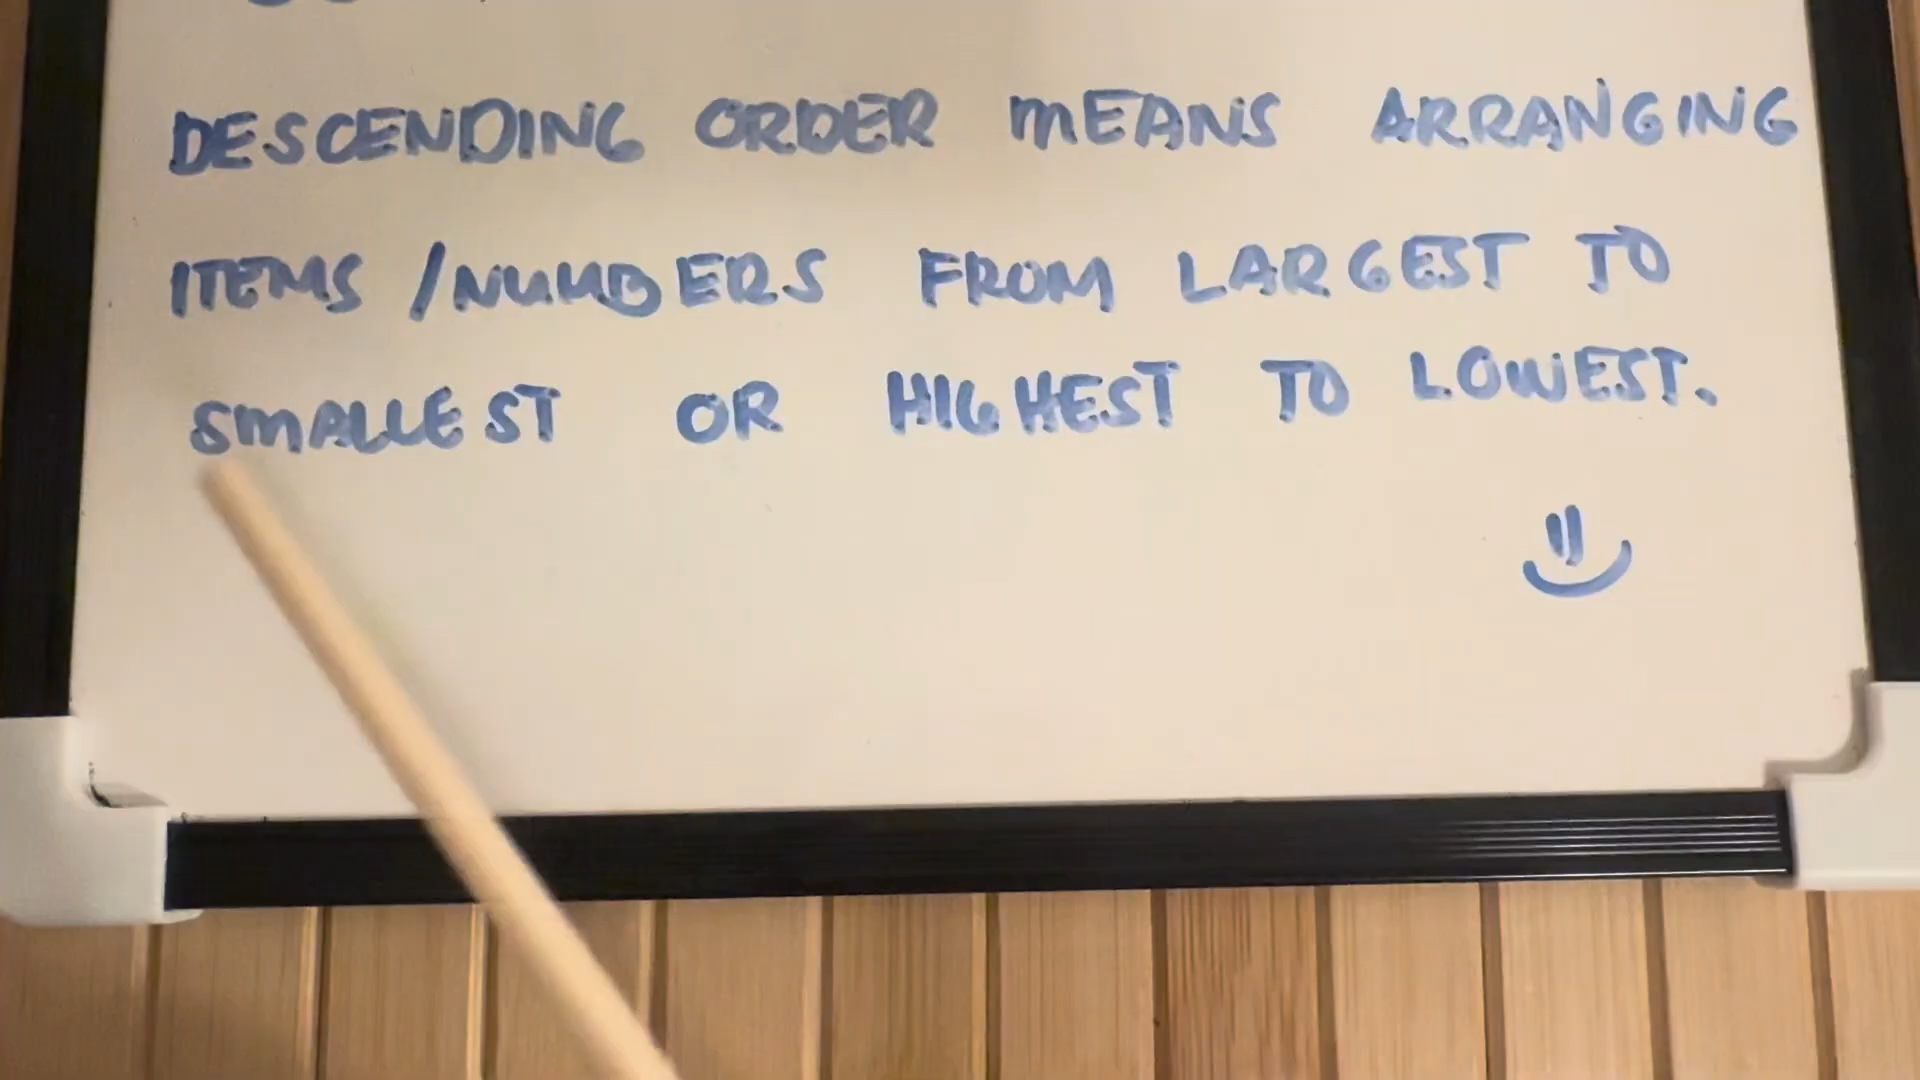 DESCENDING ORDER MEANS ARRANGING
ITEMS /NUMBERS FROM LARGEST TO
SMALLEST OR HIGHEST TO LOWEST.